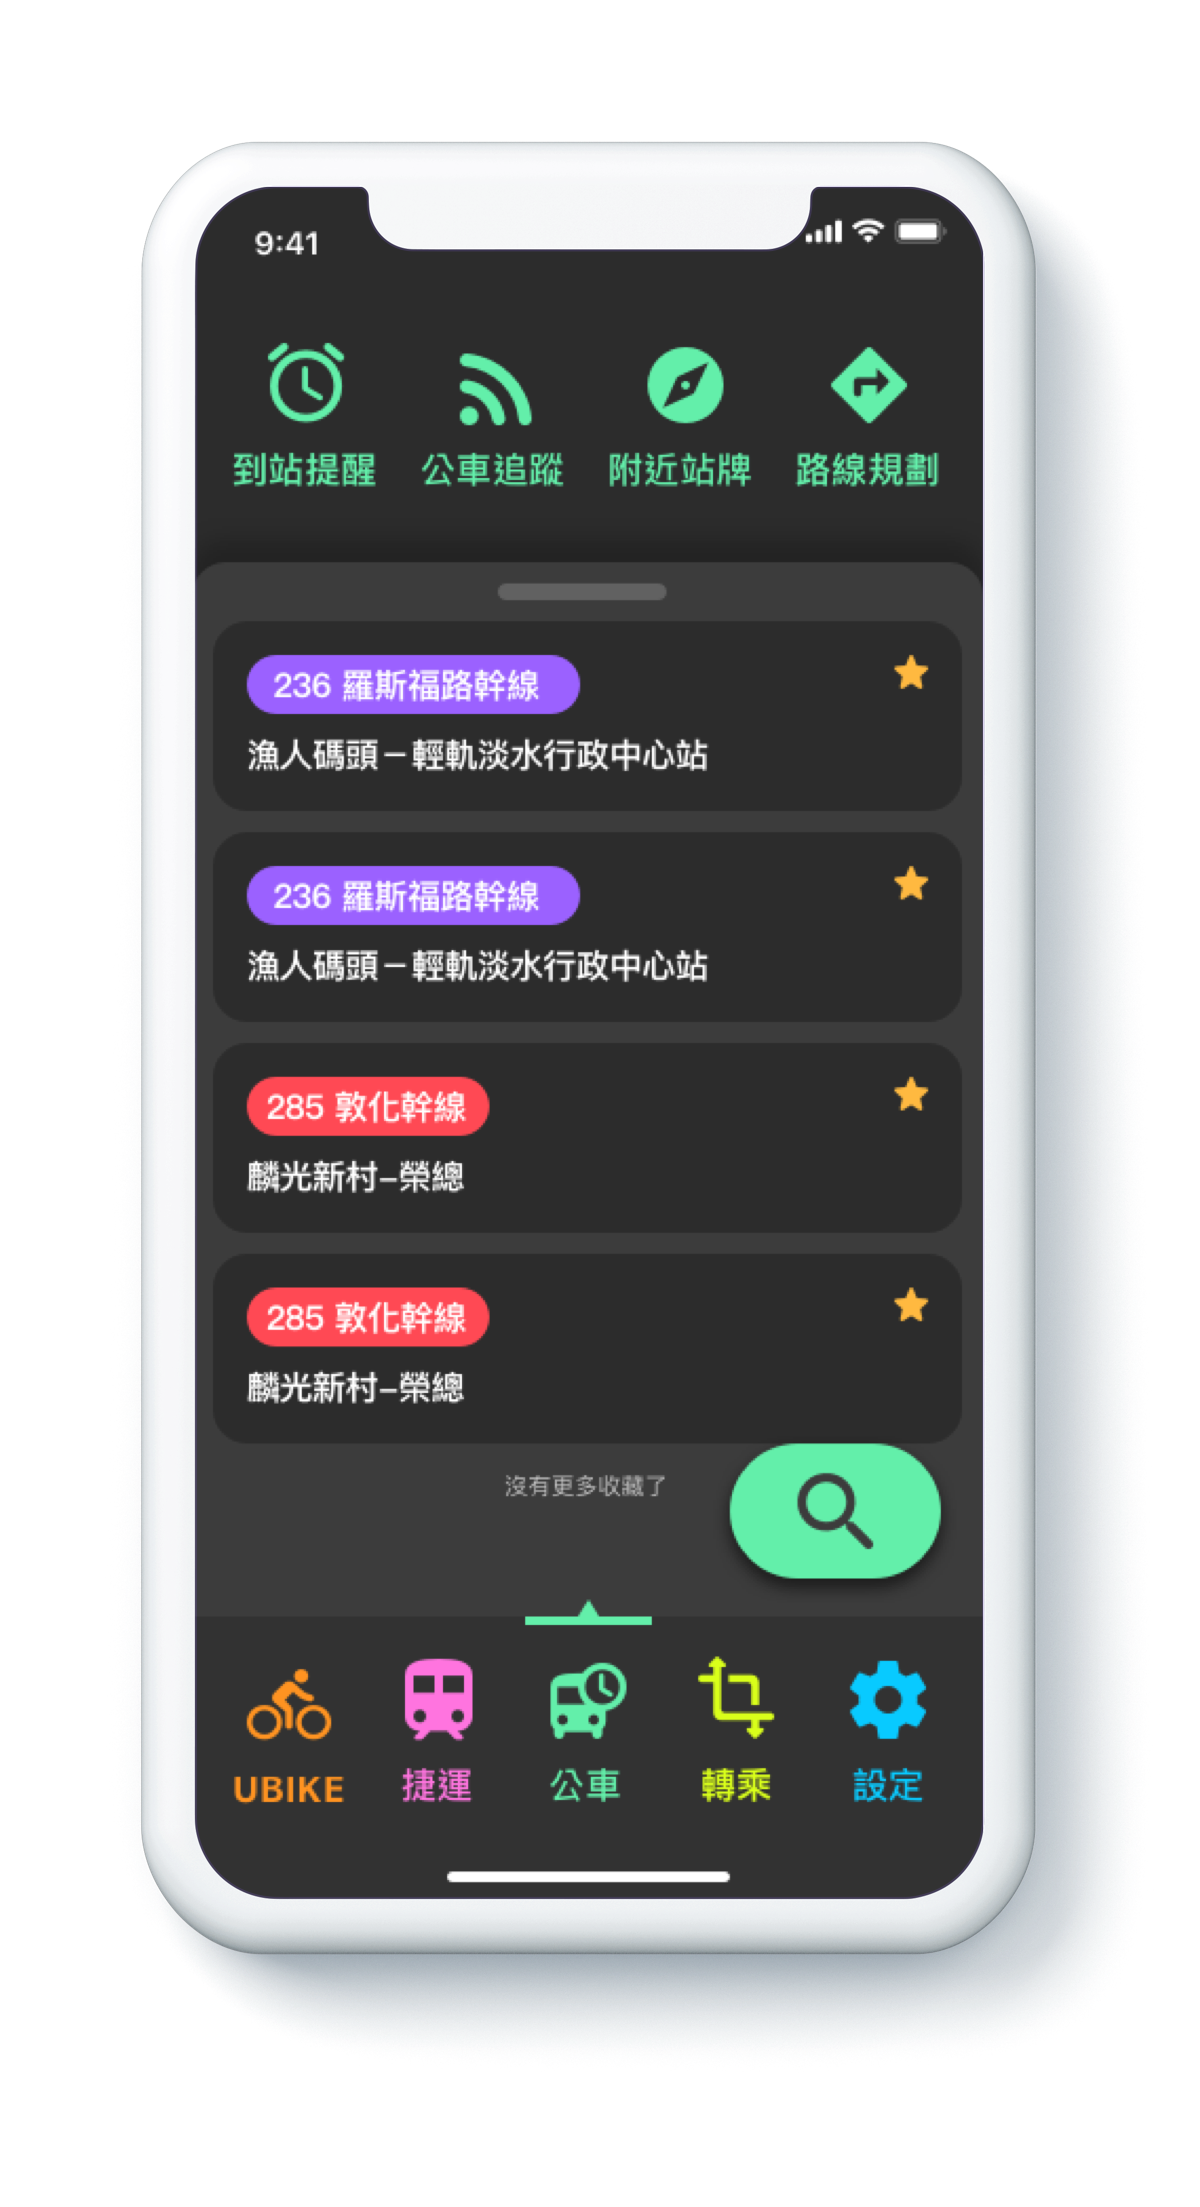 9:41
到站提醒 公車追蹤 附近站牌 路線規劃
236 羅斯福路幹線
漁人碼頭－輕軌淡水行政中心站
236 羅斯福路幹線
漁人碼頭－輕軌淡水行政中心站
285 敦化幹線
麟光新村–榮總
285 敦化幹線
麟光新村–榮總
沒有更多收藏了
UBIKE 捷運 公車 轉乘 設定